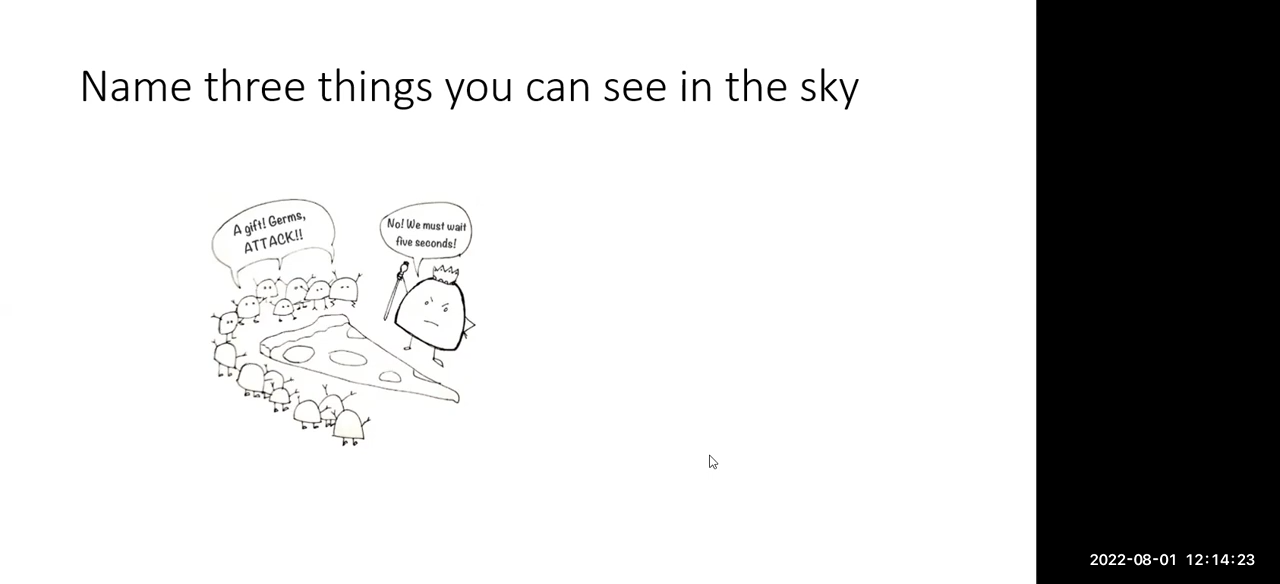 Name three things you can see in the sky
A gift! Germs,
ATTACK!!
No! We must wait
five seconds!
2022-08-01 12:14:23